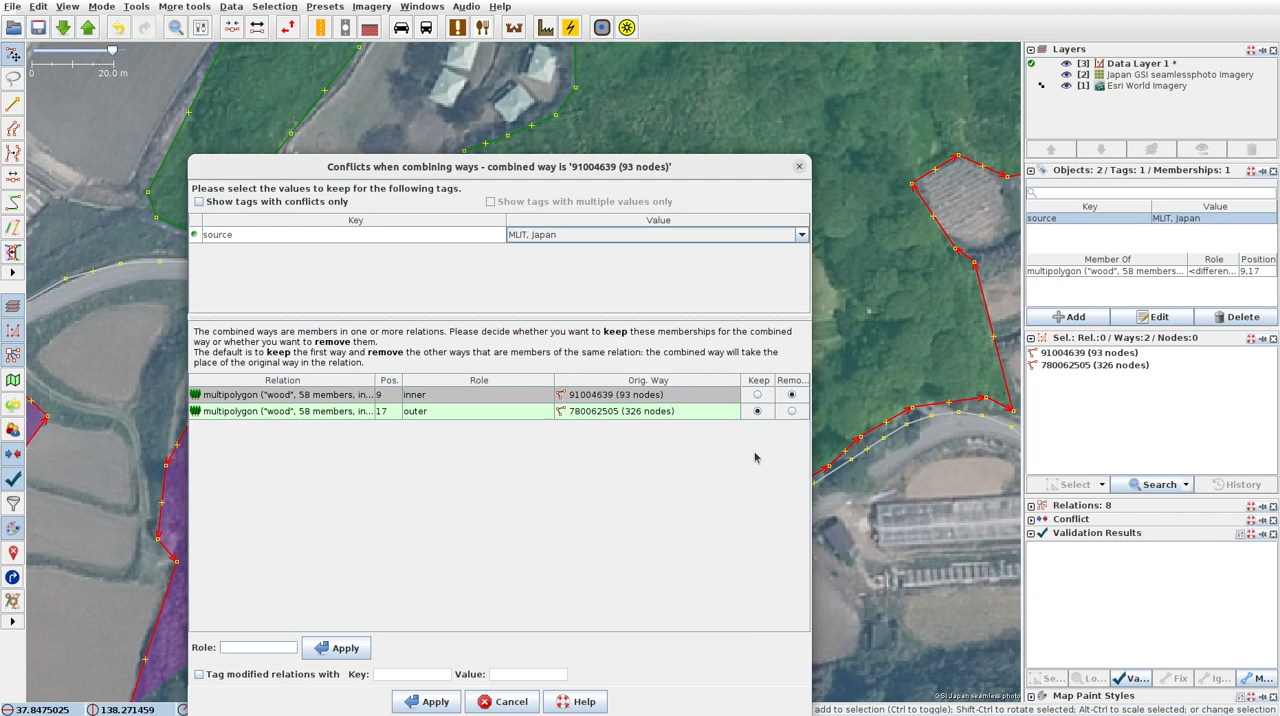 File Edit View Mode Tools More tools Data Selection Presets Imagery Windows Audio Help
0 20.0 m
Layers
[3] Data Layer 1 *
[2] Japan GSI seamlessphoto Imagery
[1] Esri World Imagery
Objects: 2 / Tags: 1 / Memberships: 1
Key Value
source MLIT, Japan
Member Of Role Position
multipolygon ("wood", 58 members... <differen... 9,17
Add Edit Delete
Sel.: Rel.:0 / Ways:2 / Nodes:0
91004639 (93 nodes)
780062505 (326 nodes)
Select Search History
Relations: 8
Conflict
Validation Results
Se... Lo... Va... Fix Ig... M...
Map Paint Styles
Conflicts when combining ways - combined way is '91004639 (93 nodes)'
Please select the values to keep for the following tags.
Show tags with conflicts only Show tags with multiple values only
Key Value
source MLIT, Japan
The combined ways are members in one or more relations. Please decide whether you want to keep these memberships for the combined
way or whether you want to remove them.
The default is to keep the first way and remove the other ways that are members of the same relation: the combined way will take the
place of the original way in the relation.
Relation Pos. Role Orig. Way Keep Remo...
multipolygon ("wood", 58 members, in... 9 inner 91004639 (93 nodes)
multipolygon ("wood", 58 members, in... 17 outer 780062505 (326 nodes)
Role: Apply
Tag modified relations with Key: Value:
Apply Cancel Help
GSI Japan seamless photo
37.8475025 138.271459 add to selection (Ctrl to toggle); Shift-Ctrl to rotate selected; Alt-Ctrl to scale selected; or change selection